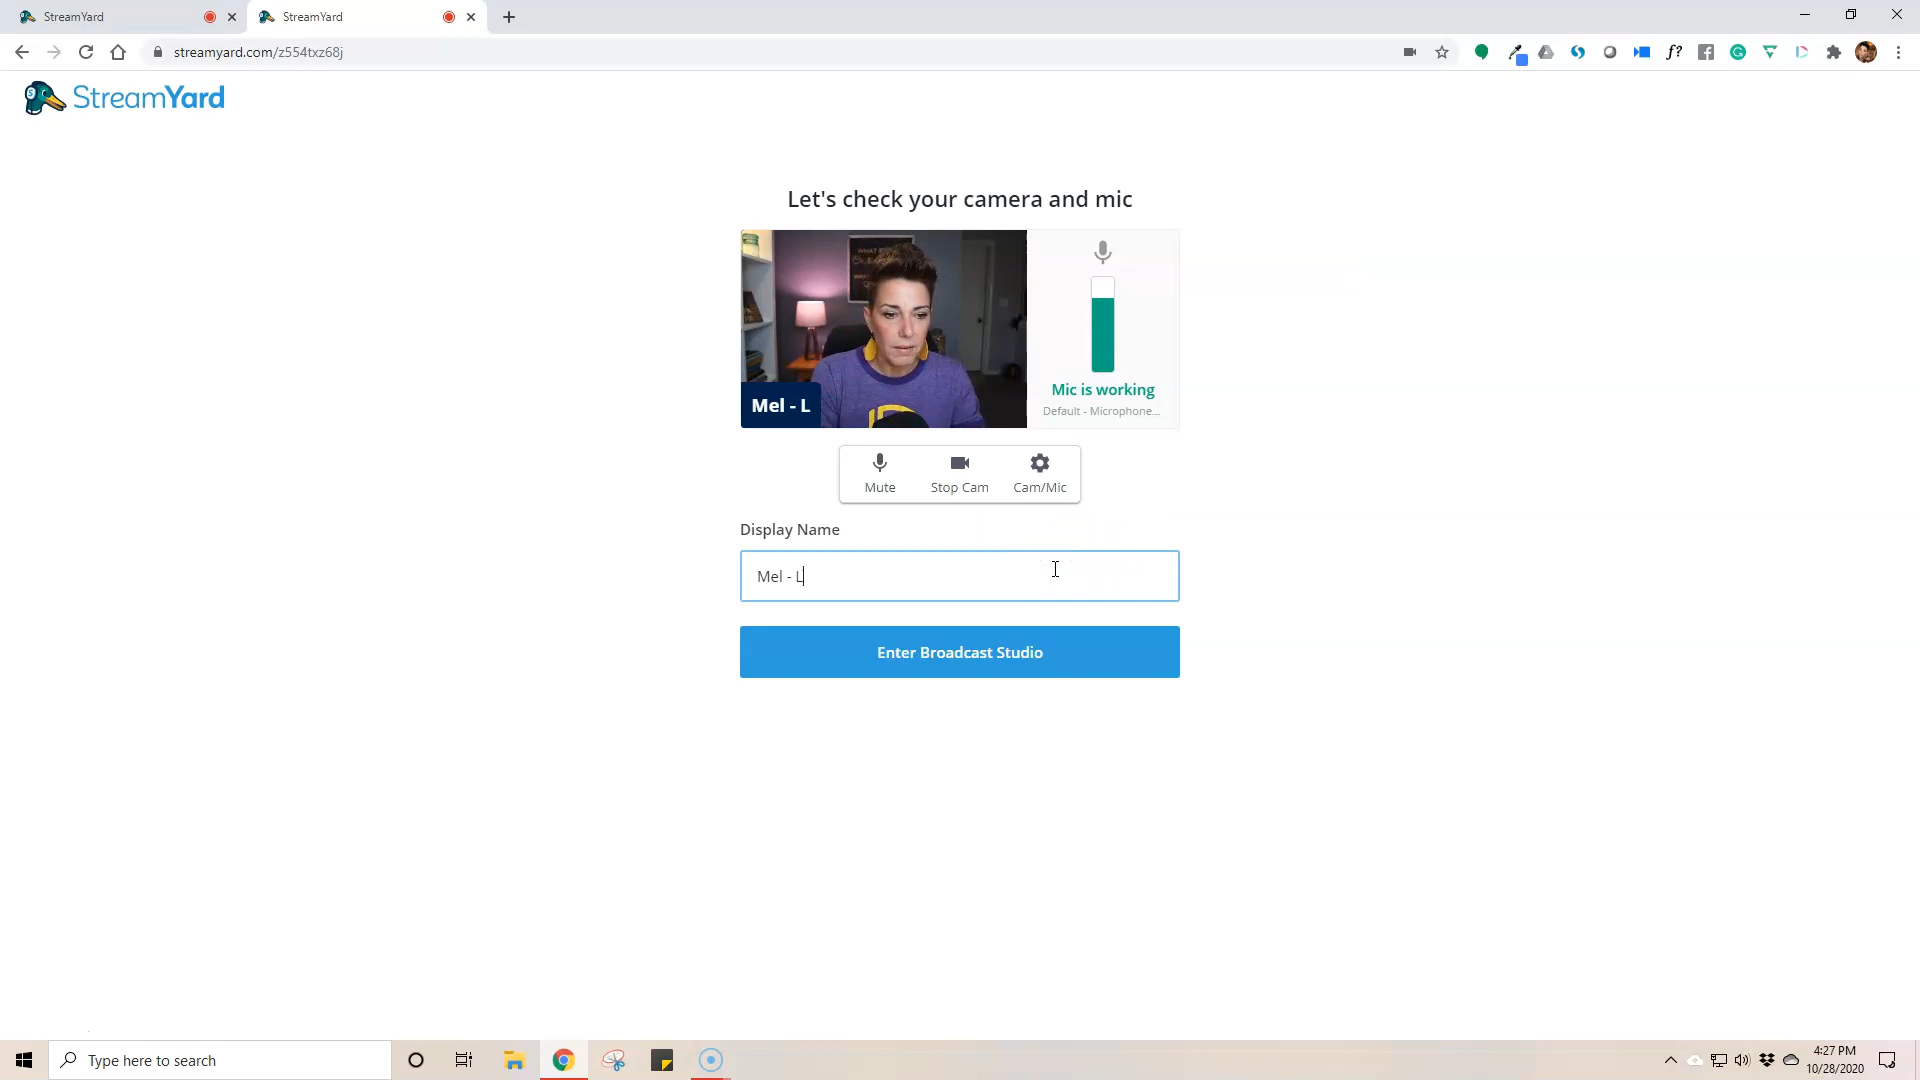 StreamYard
StreamYard
streamyard.com/z554txz68j
f?
StreamYard
Let's check your camera and mic
Mel - L
Mic is working
Default - Microphone...
Mute
Stop Cam
Cam/Mic
Display Name
Mel - L
Enter Broadcast Studio
Type here to search
4:27 PM
10/28/2020